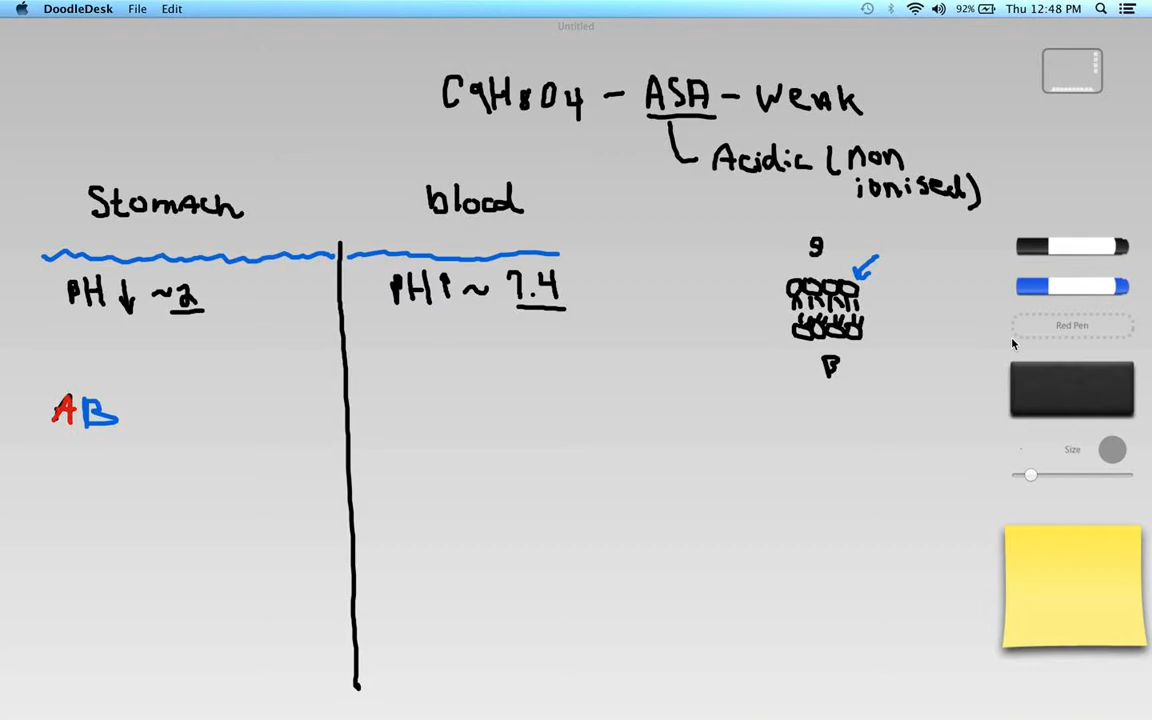 DoodleDesk File Edit 92% Thu 12:48 PM
Untitled
C9H8O4 - ASA - Weak
Acidic (non
ionised)
Stomach blood
PH ↓ ~2 PH ↑ ~ 7.4
9
B
AB
Red Pen
Size